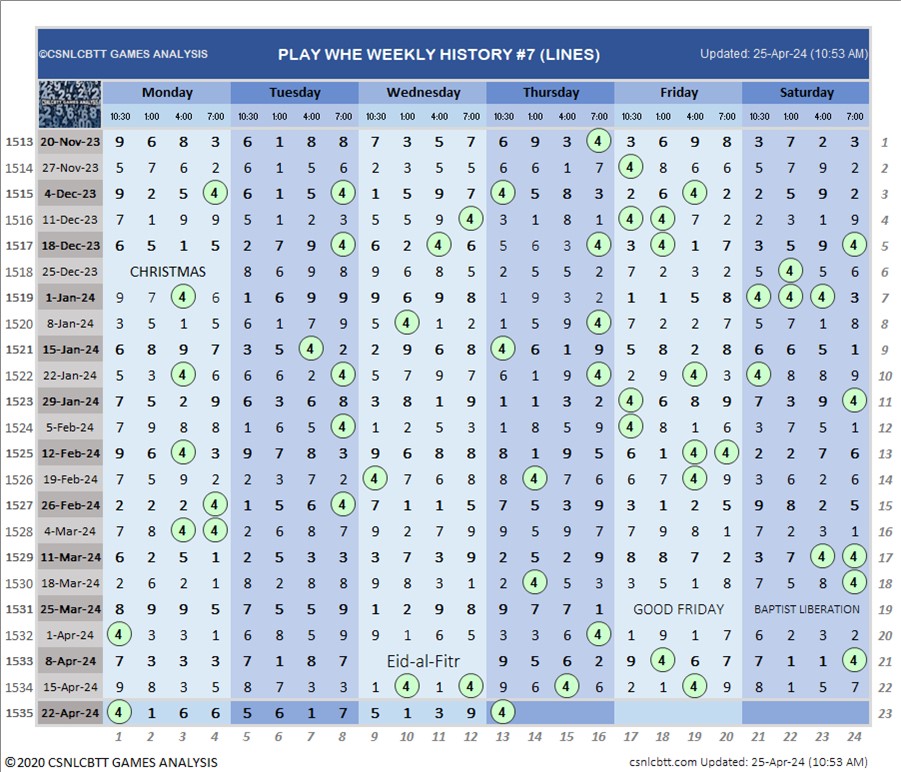 ©CSNLCBTT GAMES ANALYSIS PLAY WHE WEEKLY HISTORY #7 (LINES) Updated: 25-Apr-24 (10:53 AM)
Monday Tuesday Wednesday Thursday Friday Saturday
10:30 1:00 4:00 7:00 10:30 1:00 4:00 7:00 10:30 1:00 4:00 7:00 10:30 1:00 4:00 7:00 10:30 1:00 4:00 7:00 10:30 1:00 4:00 7:00
1513 20-Nov-23 9 6 8 3 6 1 8 8 7 3 5 7 6 9 3 4 3 6 9 8 3 7 2 3 1
1514 27-Nov-23 5 7 6 2 6 1 5 6 2 3 5 5 6 6 1 7 4 8 6 6 5 7 9 2 2
1515 4-Dec-23 9 2 5 4 6 1 5 4 1 5 9 7 4 5 8 3 2 6 4 2 2 5 9 2 3
1516 11-Dec-23 7 1 9 9 5 1 2 3 5 5 9 4 3 1 8 1 4 4 7 2 2 3 1 9 4
1517 18-Dec-23 6 5 1 5 2 7 9 4 6 2 4 6 5 6 3 4 3 4 1 7 3 5 9 4 5
1518 25-Dec-23 CHRISTMAS 8 6 9 8 9 6 8 5 2 5 5 2 7 2 3 2 5 4 5 6 6
1519 1-Jan-24 9 7 4 6 1 6 9 9 9 6 9 8 1 9 3 2 1 1 5 8 4 4 4 3 7
1520 8-Jan-24 3 5 1 5 6 1 7 9 5 4 1 2 1 5 9 4 7 2 2 7 5 7 1 8 8
1521 15-Jan-24 6 8 9 7 3 5 4 2 2 9 6 8 4 6 1 9 5 8 2 8 6 6 5 1 9
1522 22-Jan-24 5 3 4 6 6 6 2 4 5 7 9 7 6 1 9 4 2 9 4 3 4 8 8 9 10
1523 29-Jan-24 7 5 2 9 6 3 6 8 3 8 1 9 1 1 3 2 4 6 8 9 7 3 9 4 11
1524 5-Feb-24 7 9 8 8 1 6 5 4 1 2 5 3 1 8 5 9 4 8 1 6 3 7 5 1 12
1525 12-Feb-24 9 6 4 3 9 7 8 3 9 6 8 8 8 1 9 5 6 1 4 4 2 2 7 6 13
1526 19-Feb-24 7 5 9 2 2 3 7 2 4 7 6 8 8 4 7 6 6 7 4 9 3 6 2 6 14
1527 26-Feb-24 2 2 2 4 1 5 6 4 7 1 1 5 7 5 3 9 3 1 2 5 9 8 2 5 15
1528 4-Mar-24 7 8 4 4 2 6 8 7 9 2 7 9 9 5 9 7 7 9 8 1 7 2 3 1 16
1529 11-Mar-24 6 2 5 1 2 5 3 3 3 7 3 9 2 5 2 9 8 8 7 2 3 7 4 4 17
1530 18-Mar-24 2 6 2 1 8 2 8 8 9 8 3 1 2 4 5 3 3 5 1 8 7 5 8 4 18
1531 25-Mar-24 8 9 9 5 7 5 5 9 1 2 9 8 9 7 7 1 GOOD FRIDAY BAPTIST LIBERATION 19
1532 1-Apr-24 4 3 3 1 6 8 5 9 9 1 6 5 3 3 6 4 1 9 1 7 6 2 3 2 20
1533 8-Apr-24 7 3 3 3 7 1 8 7 Eid-al-Fitr 9 5 6 2 9 4 6 7 7 1 1 4 21
1534 15-Apr-24 9 8 3 5 8 7 3 3 1 4 1 4 9 6 4 6 2 1 4 9 8 1 5 7 22
1535 22-Apr-24 4 1 6 6 5 6 1 7 5 1 3 9 4 23
1 2 3 4 5 6 7 8 9 10 11 12 13 14 15 16 17 18 19 20 21 22 23 24
©2020 CSNLCBTT GAMES ANALYSIS csnlcbtt.com Updated: 25-Apr-24 (10:53 AM)